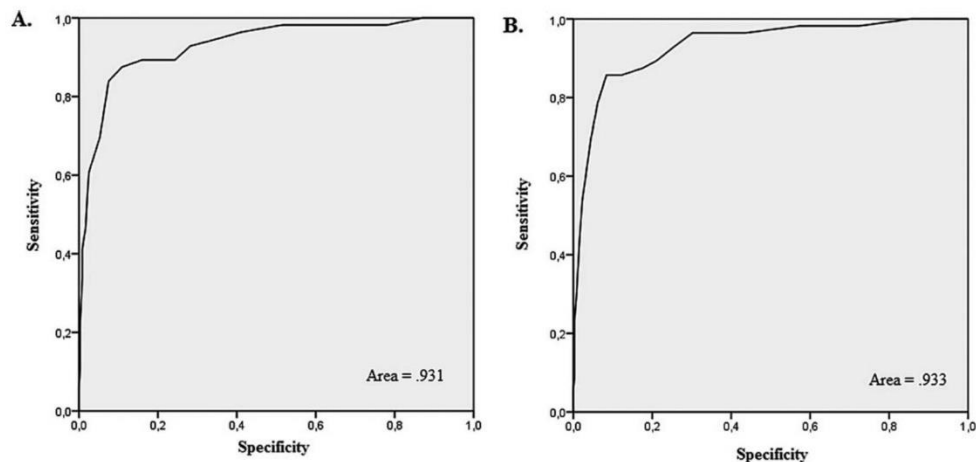 A.
1,0
0,8
0,6
0,4
0,2
0,0
Sensitivity
0,0 0,2 0,4 0,6 0,8 1,0
Specificity
Area = .931
B.
1,0
0,8
0,6
0,4
0,2
0,0
Sensitivity
0,0 0,2 0,4 0,6 0,8 1,0
Specificity
Area = .933